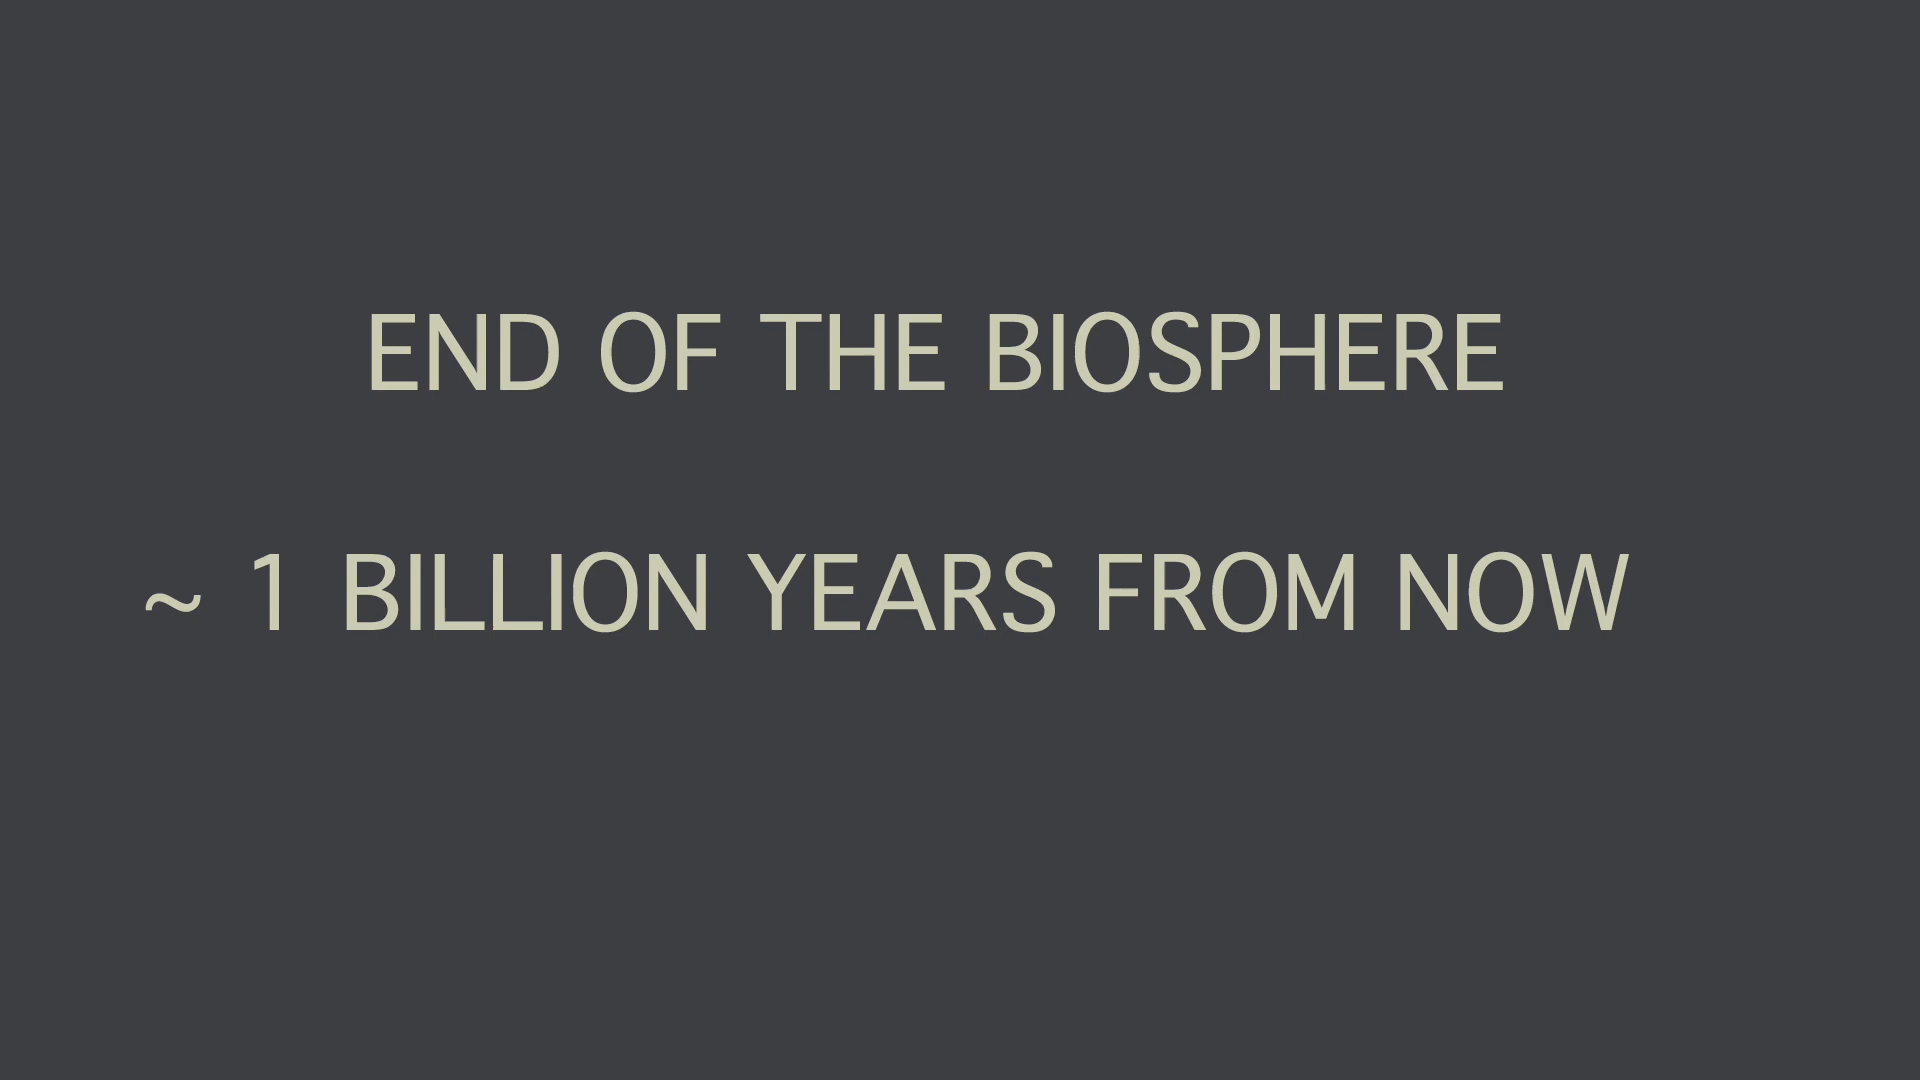 END OF THE BIOSPHERE
~ 1 BILLION YEARS FROM NOW